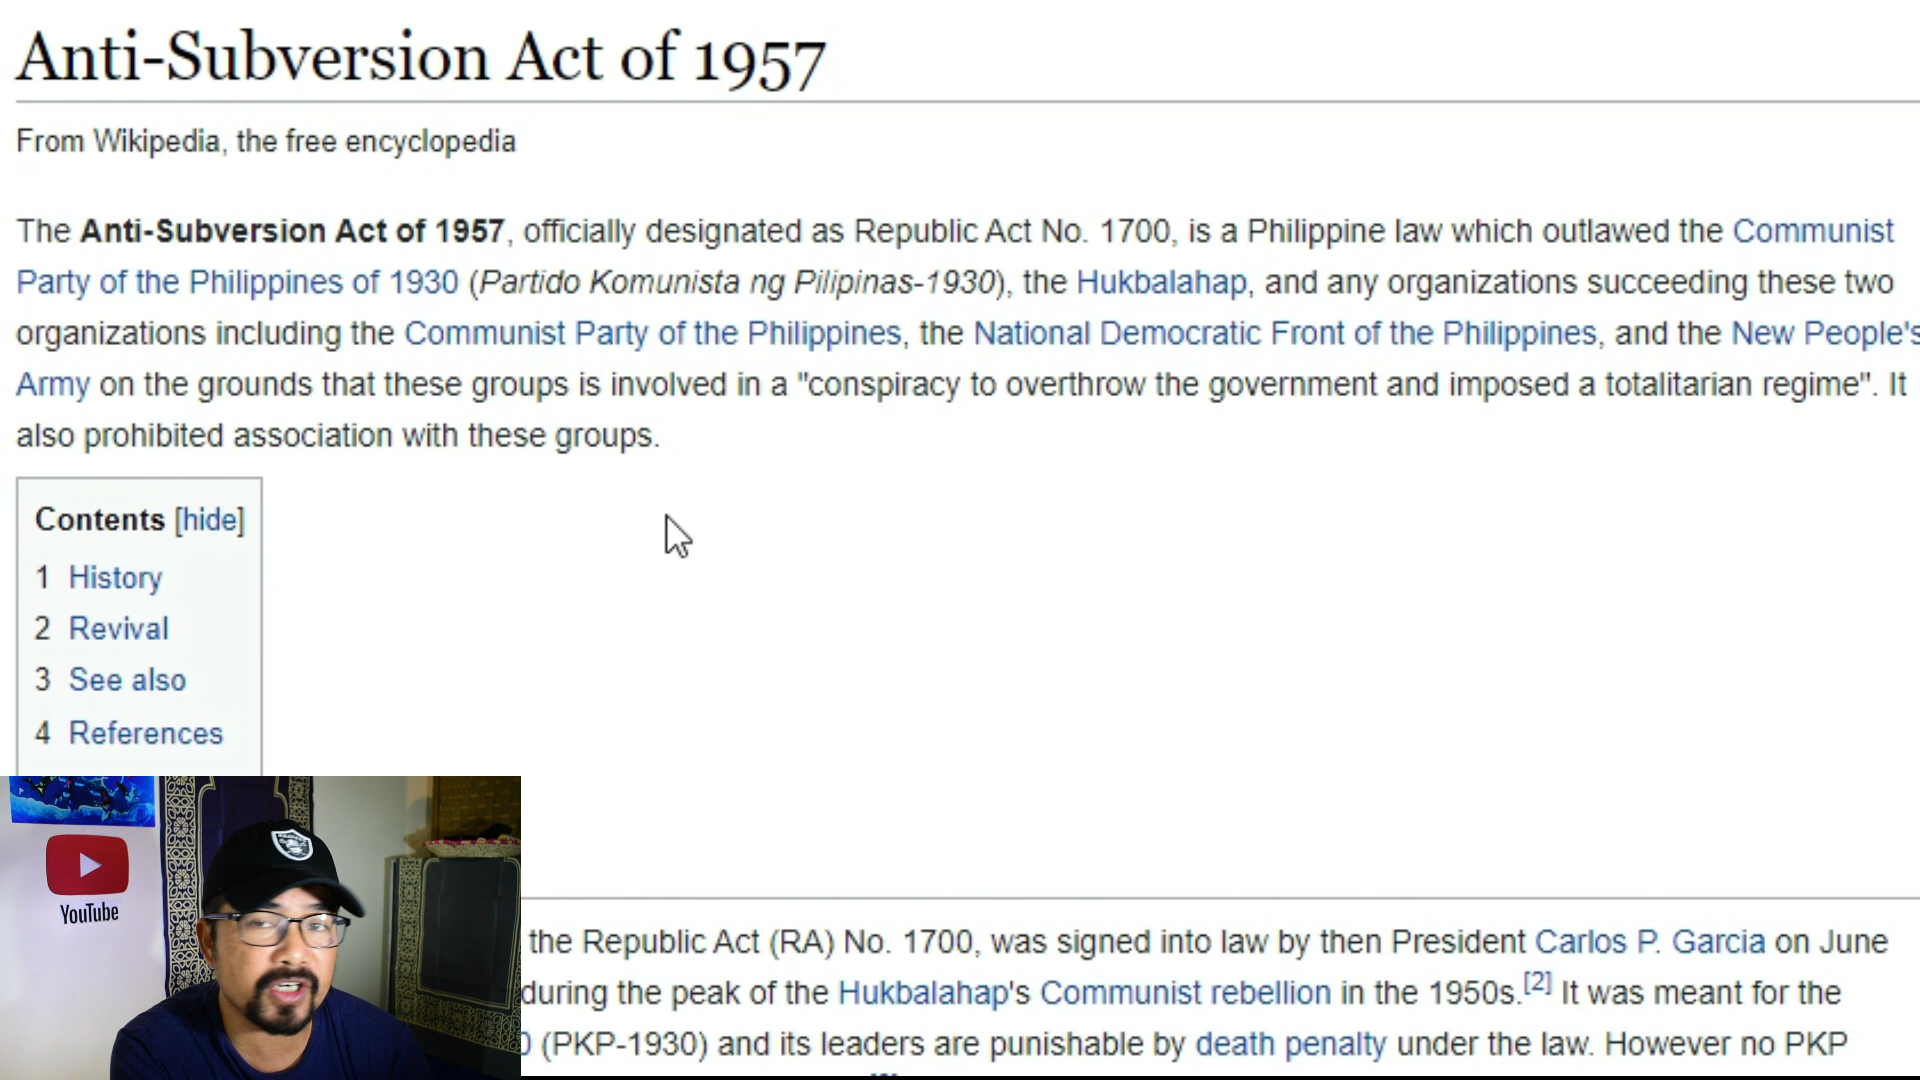 Anti-Subversion Act of 1957
From Wikipedia, the free encyclopedia
The Anti-Subversion Act of 1957, officially designated as Republic Act No. 1700, is a Philippine law which outlawed the Communist
Party of the Philippines of 1930 (Partido Komunista ng Pilipinas-1930), the Hukbalahap, and any organizations succeeding these two
organizations including the Communist Party of the Philippines, the National Democratic Front of the Philippines, and the New People's
Army on the grounds that these groups is involved in a "conspiracy to overthrow the government and imposed a totalitarian regime". It
also prohibited association with these groups.
Contents [hide]
1 History
2 Revival
3 See also
4 References
YouTube
the Republic Act (RA) No. 1700, was signed into law by then President Carlos P. Garcia on June
during the peak of the Hukbalahap's Communist rebellion in the 1950s.[2] It was meant for the
(PKP-1930) and its leaders are punishable by death penalty under the law. However no PKP